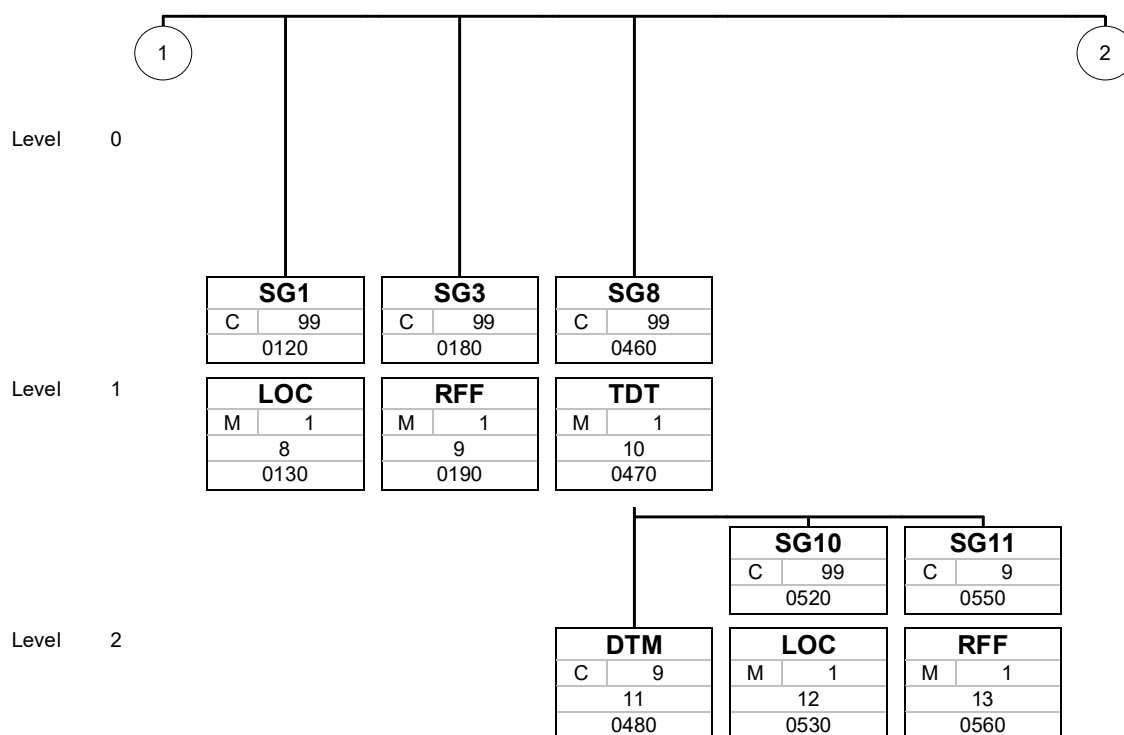 1 2
Level 0
SG1 SG3 SG8
C 99 C 99 C 99
0120 0180 0460
Level 1
LOC RFF TDT
M 1 M 1 M 1
8 9 10
0130 0190 0470
SG10 SG11
C 99 C 9
0520 0550
Level 2
DTM LOC RFF
C 9 M 1 M 1
11 12 13
0480 0530 0560